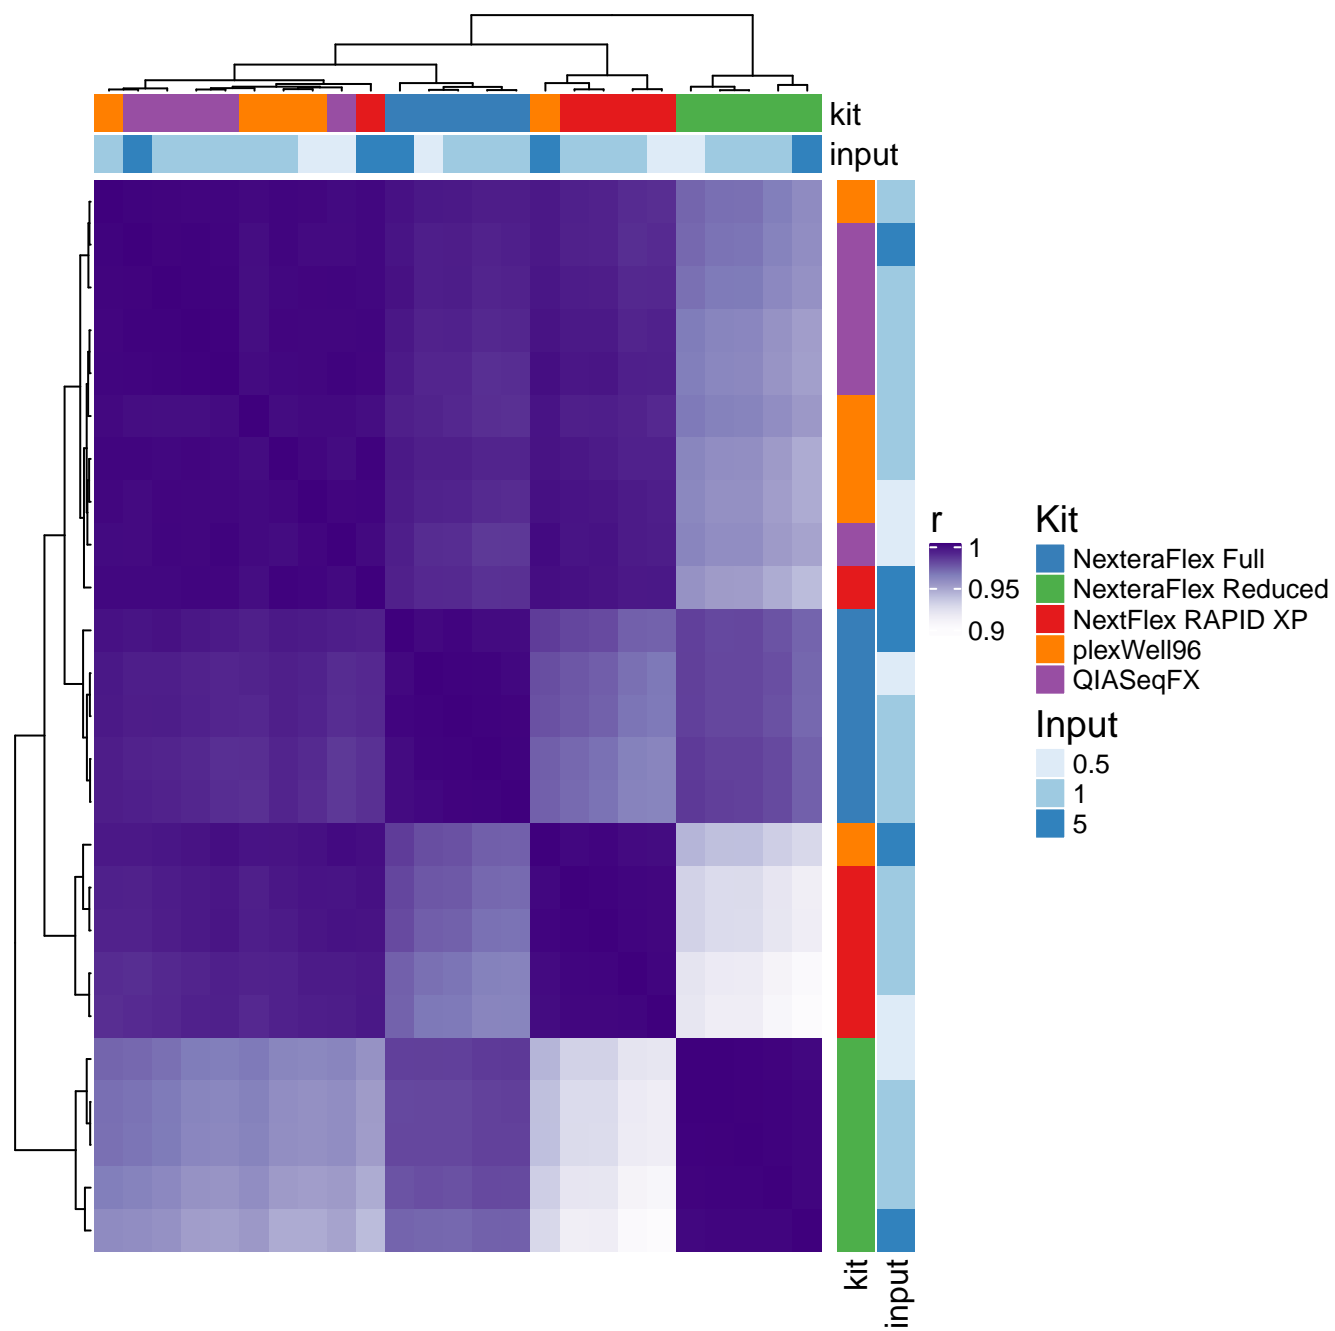 kit
input
r
1
0.95
0.9
Kit
NexteraFlex Full
NexteraFlex Reduced
NextFlex RAPID XP
plexWell96
QIASeqFX
Input
0.5
1
5
kit
input